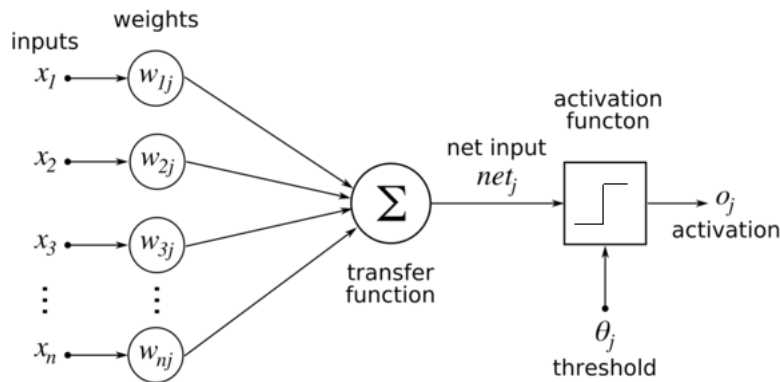 weights
inputs
x₁
w₁ⱼ
activation
functon
x₂
w₂ⱼ
net input
netⱼ
Σ
oⱼ
activation
x₃
w₃ⱼ
transfer
function
θⱼ
threshold
xₙ
wₙⱼ